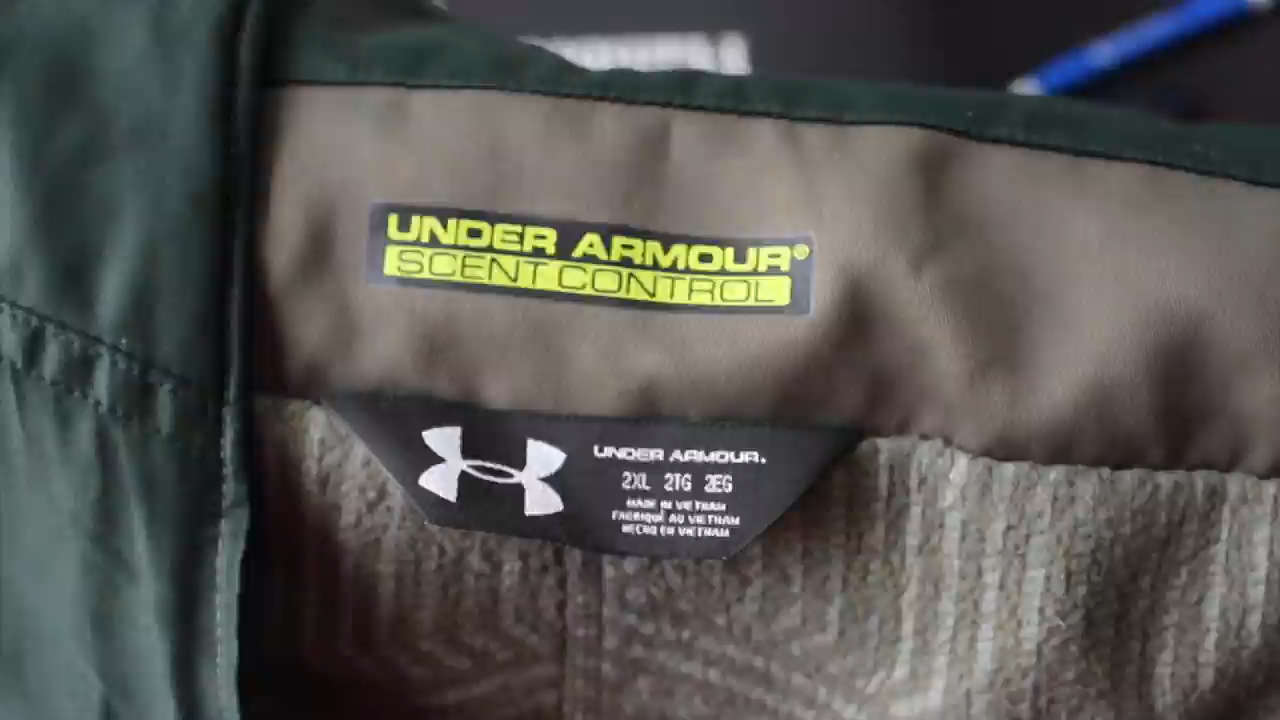 UNDER ARMOUR®
SCENT CONTROL
UNDER ARMOUR.
2XL 2TG 2EG
MADE IN VIETNAM
FABRIQUÉ AU VIETNAM
HECHO EN VIETNAM